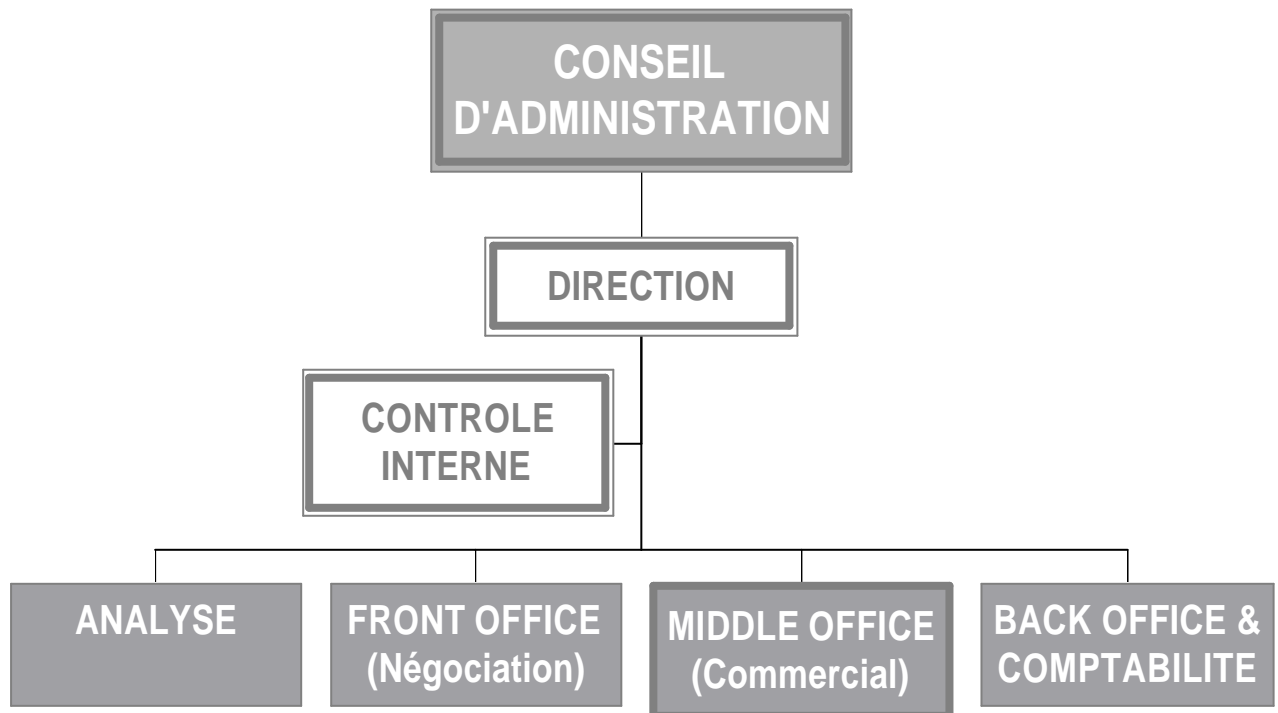 CONSEIL
D'ADMINISTRATION
DIRECTION
CONTROLE
INTERNE
ANALYSE
FRONT OFFICE
(Négociation)
MIDDLE OFFICE
(Commercial)
BACK OFFICE &
COMPTABILITE